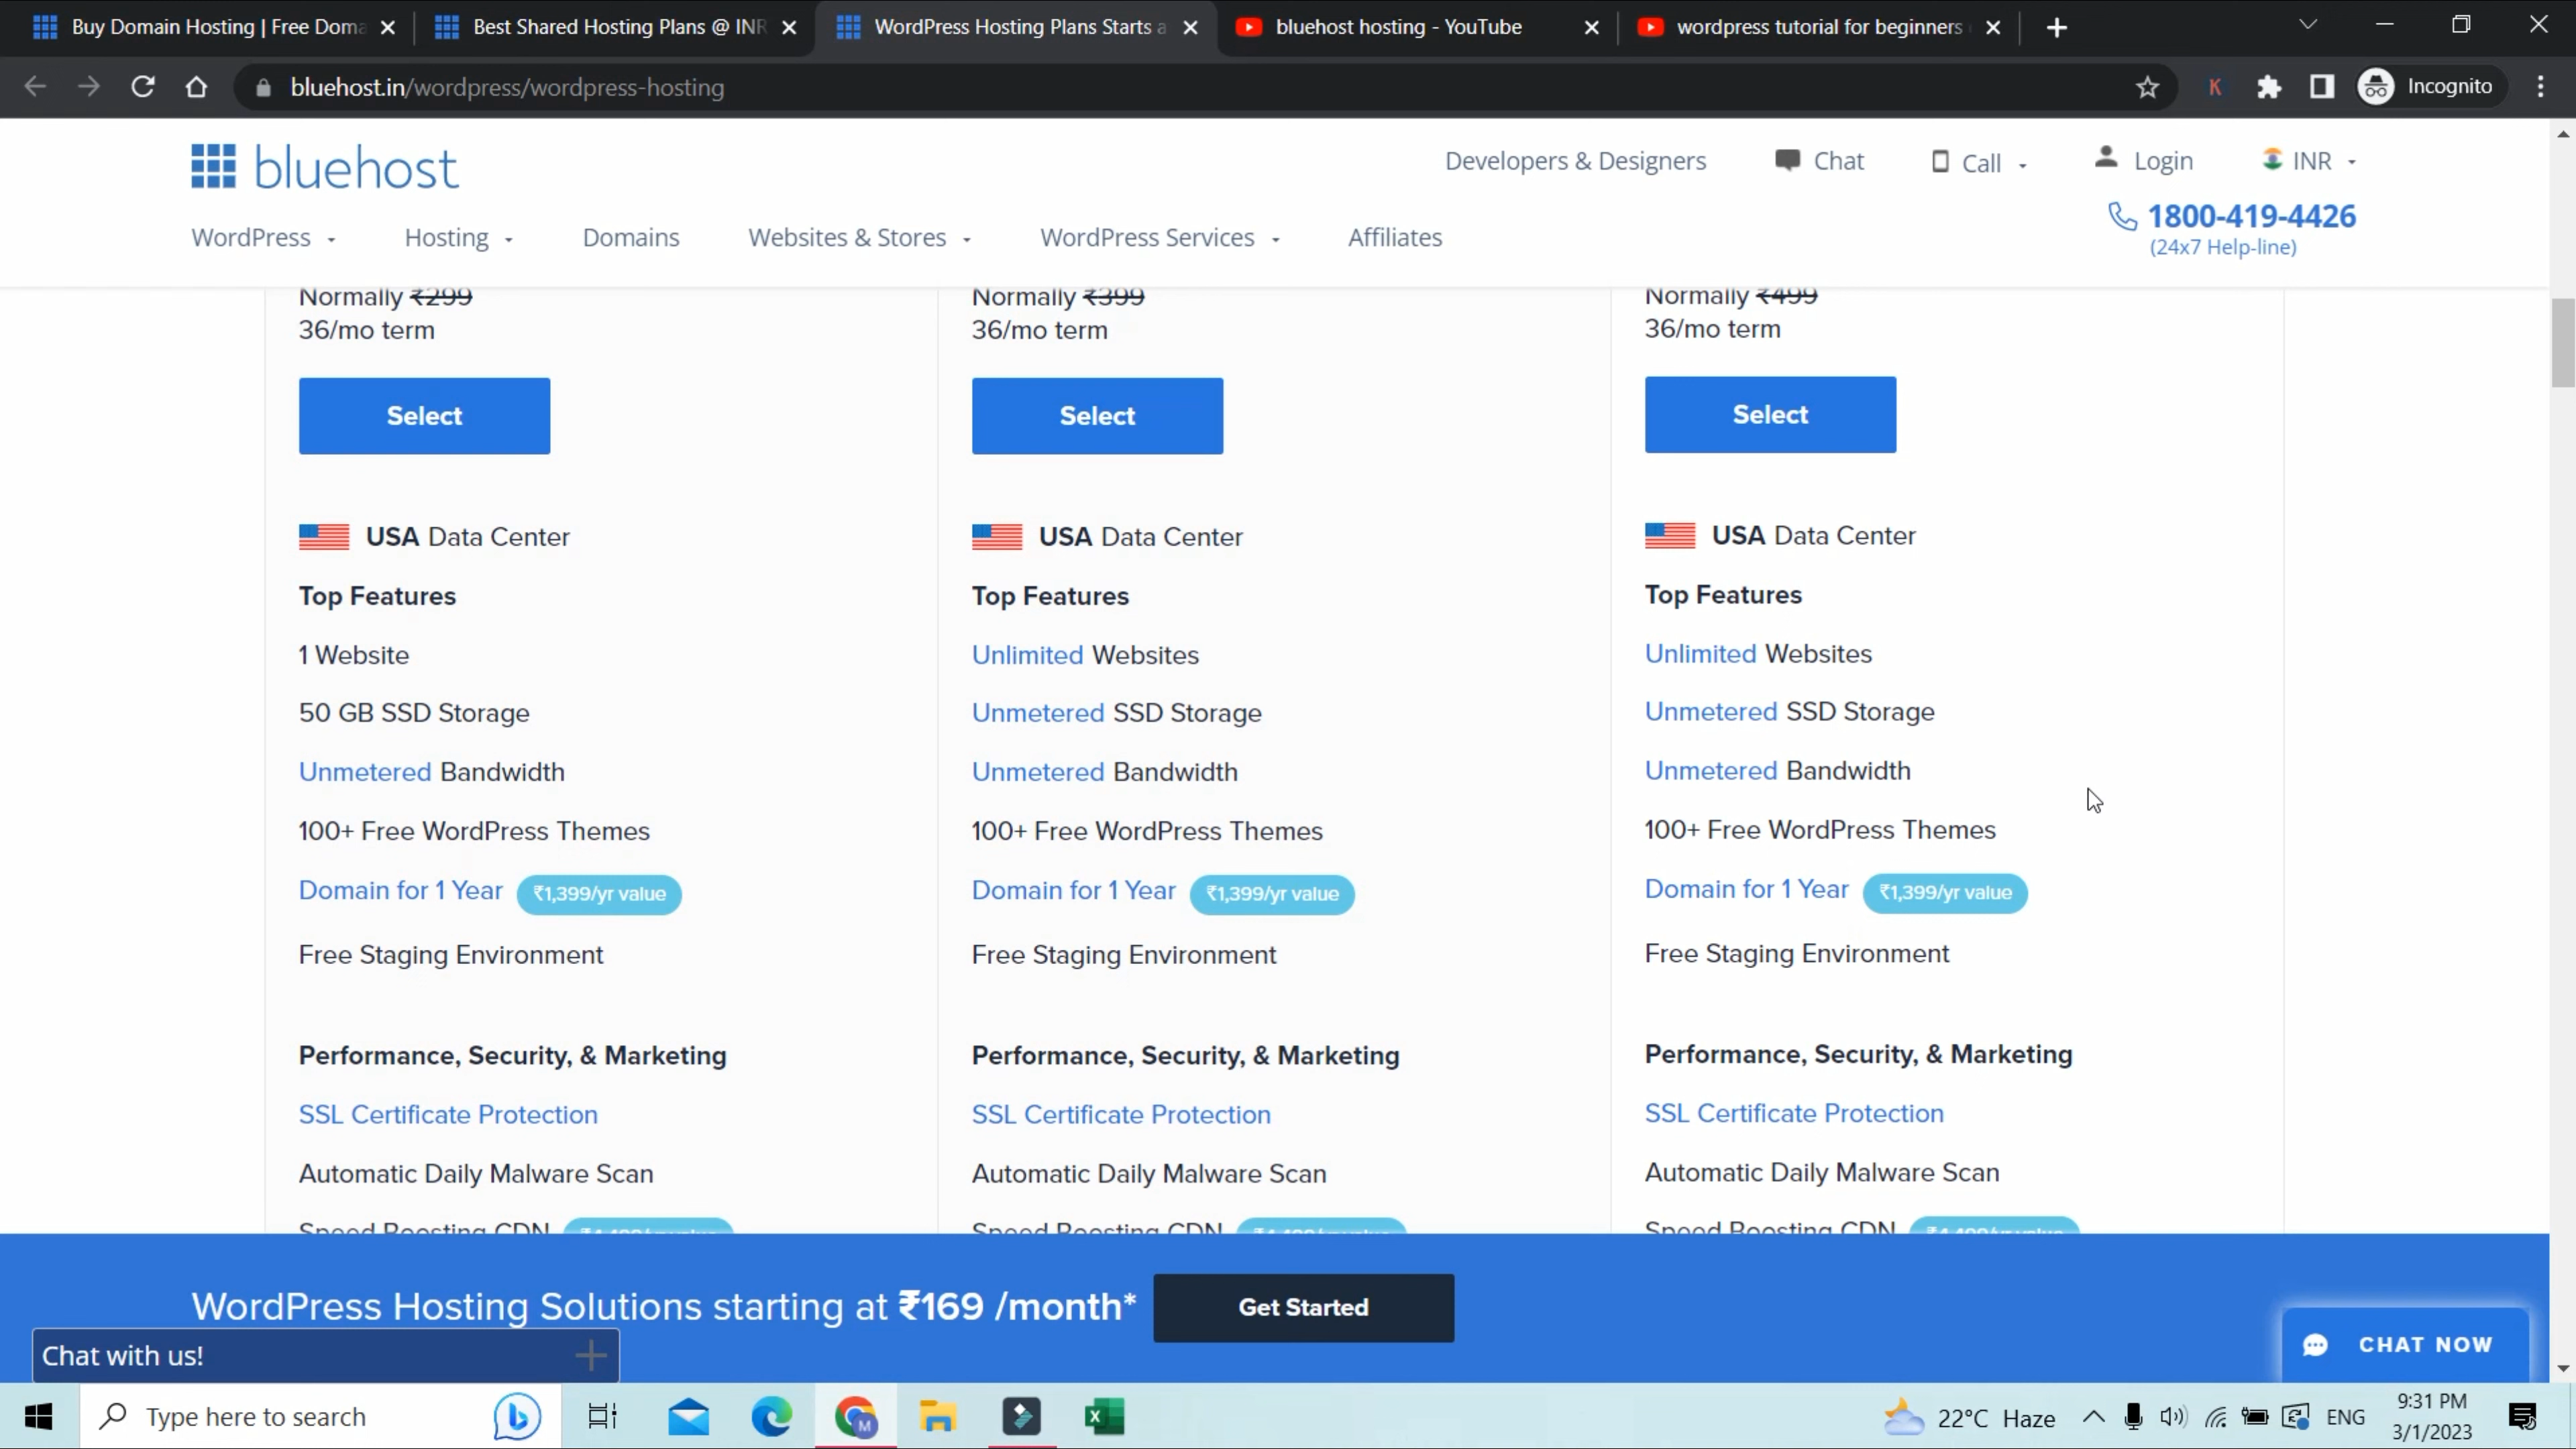 Buy Domain Hosting | Free Doma
Best Shared Hosting Plans @ INR
WordPress Hosting Plans Starts a
bluehost hosting - YouTube
wordpress tutorial for beginners
bluehost.in/wordpress/wordpress-hosting
K
Incognito
bluehost
Developers & Designers
Chat
Call
Login
INR
1800-419-4426
(24x7 Help-line)
WordPress
Hosting
Domains
Websites & Stores
WordPress Services
Affiliates
Normally ₹299
36/mo term
Select
USA Data Center
Top Features
1 Website
50 GB SSD Storage
Unmetered Bandwidth
100+ Free WordPress Themes
Domain for 1 Year ₹1,399/yr value
Free Staging Environment
Performance, Security, & Marketing
SSL Certificate Protection
Automatic Daily Malware Scan
Speed Boosting CDN
Normally ₹399
36/mo term
Select
USA Data Center
Top Features
Unlimited Websites
Unmetered SSD Storage
Unmetered Bandwidth
100+ Free WordPress Themes
Domain for 1 Year ₹1,399/yr value
Free Staging Environment
Performance, Security, & Marketing
SSL Certificate Protection
Automatic Daily Malware Scan
Speed Boosting CDN
Normally ₹499
36/mo term
Select
USA Data Center
Top Features
Unlimited Websites
Unmetered SSD Storage
Unmetered Bandwidth
100+ Free WordPress Themes
Domain for 1 Year ₹1,399/yr value
Free Staging Environment
Performance, Security, & Marketing
SSL Certificate Protection
Automatic Daily Malware Scan
Speed Boosting CDN
WordPress Hosting Solutions starting at ₹169 /month*
Get Started
Chat with us!
CHAT NOW
Type here to search
M
22°C Haze
ENG
9:31 PM
3/1/2023